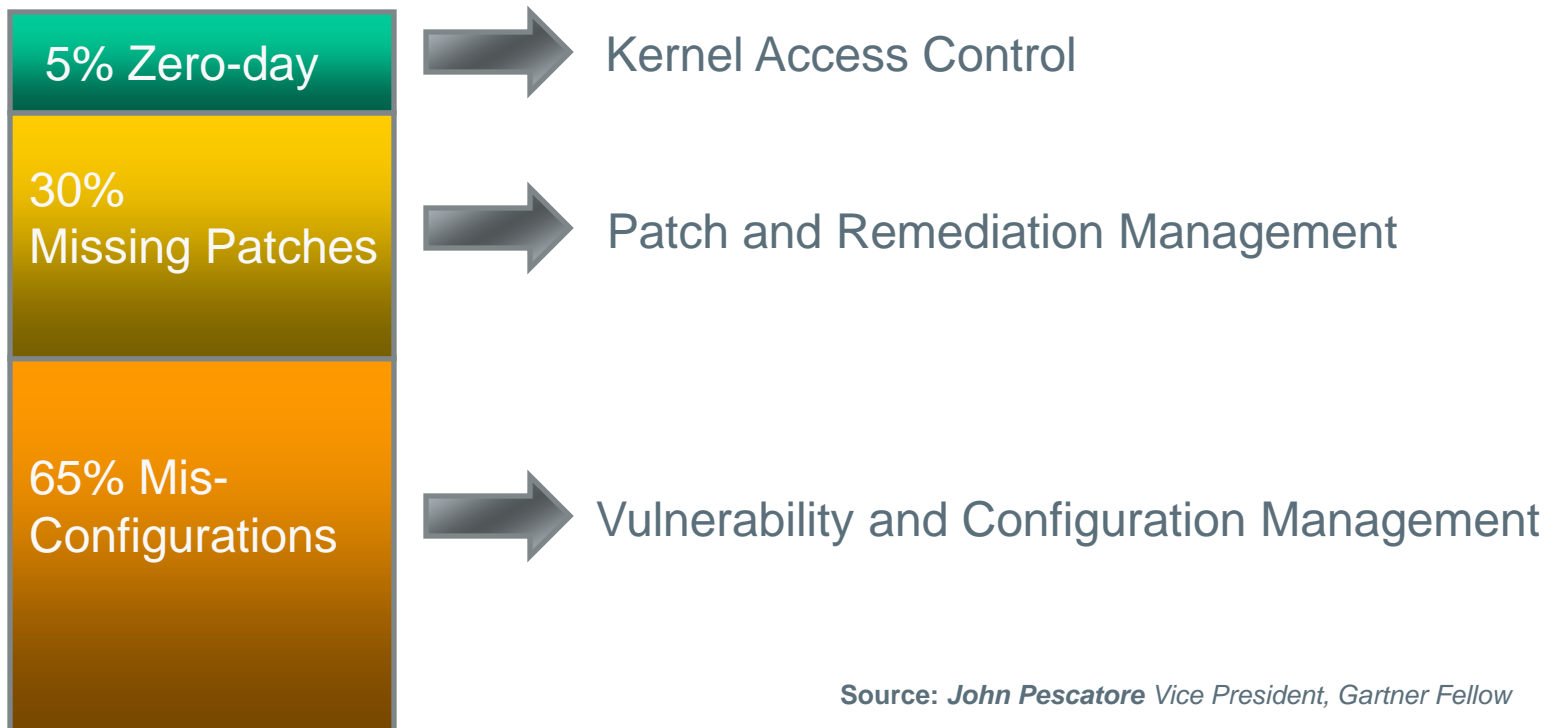 5% Zero-day
Kernel Access Control
30%
Missing Patches
Patch and Remediation Management
65% Mis-
Configurations
Vulnerability and Configuration Management
Source: John Pescatore Vice President, Gartner Fellow